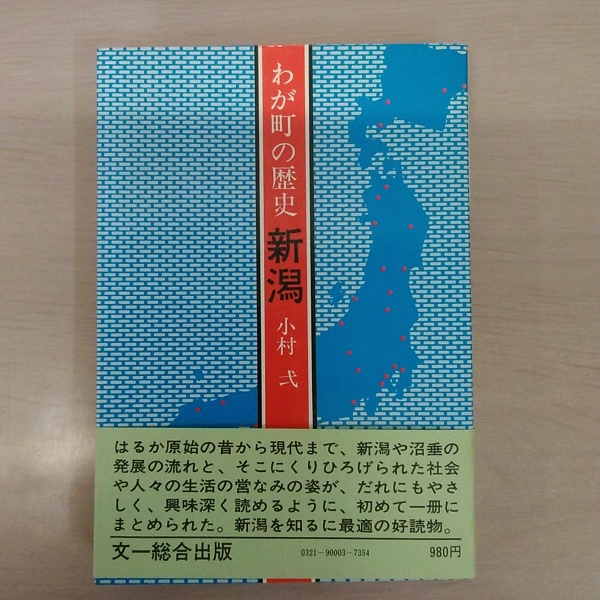 わが町の歴史 新潟
小村 弌
はるか原始の昔から現代まで、新潟や沼垂の
発展の流れと、そこにくりひろげられた社会
や人々の生活の営なみの姿が、だれにもやさ
しく、興味深く読めるように、初めて一冊に
まとめられた。新潟を知るに最適の好読物。
文一総合出版 0321-90003-7354 980円